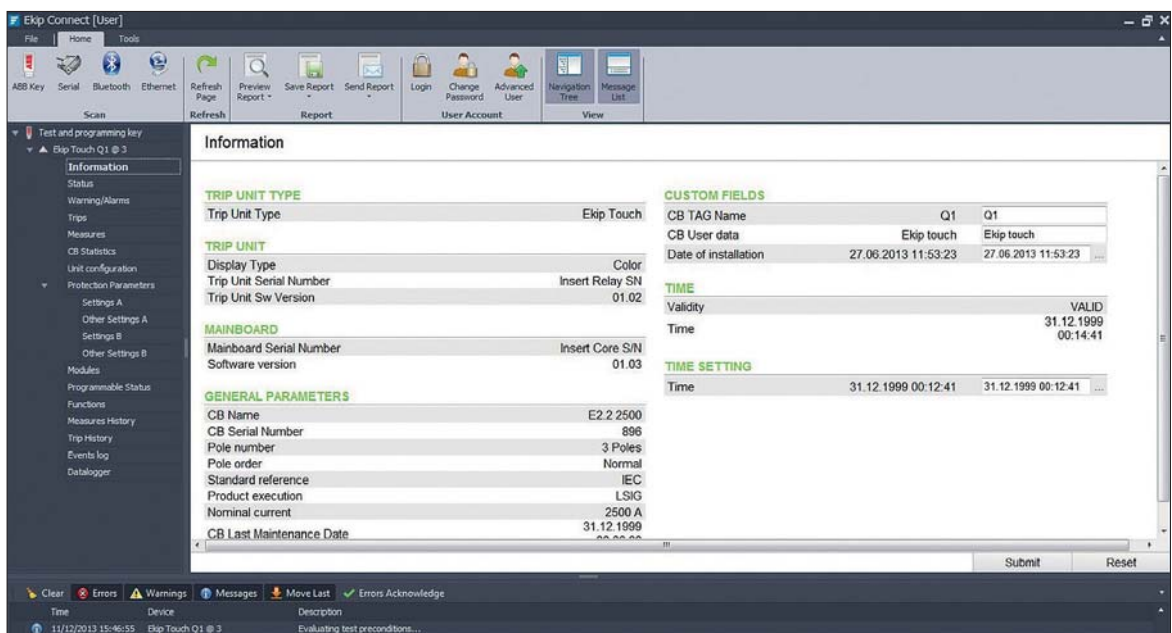 Ekip Connect [User]
File Home Tools
ABB Key Serial Bluetooth Ethernet Refresh Page Preview Report Save Report Send Report Login Change Password Advanced User Navigation Tree Message List
Scan Refresh Report User Account View
Test and programming key
Ekip Touch Q1 @ 3
Information
Status
Warning/Alarms
Trips
Measures
CB Statistics
Unit configuration
Protection Parameters
Settings A
Other Settings A
Settings B
Other Settings B
Modules
Programmable Status
Functions
Measures History
Trip History
Events log
Datalogger
Information
TRIP UNIT TYPE
Trip Unit Type Ekip Touch
TRIP UNIT
Display Type Color
Trip Unit Serial Number Insert Relay SN
Trip Unit Sw Version 01.02
MAINBOARD
Mainboard Serial Number Insert Core S/N
Software version 01.03
GENERAL PARAMETERS
CB Name E2.2 2500
CB Serial Number 896
Pole number 3 Poles
Pole order Normal
Standard reference IEC
Product execution LSIG
Nominal current 2500 A
CB Last Maintenance Date 31.12.1999
CUSTOM FIELDS
CB TAG Name Q1 Q1
CB User data Ekip touch Ekip touch
Date of installation 27.06.2013 11:53:23 27.06.2013 11:53:23 ...
TIME
Validity VALID
Time 31.12.1999
00:14:41
TIME SETTING
Time 31.12.1999 00:12:41 31.12.1999 00:12:41 ...
Submit Reset
Clear Errors Warnings Messages Move Last Errors Acknowledge
Time Device Description
11/12/2013 15:46:55 Ekip Touch Q1 @ 3 Evaluating test preconditions...